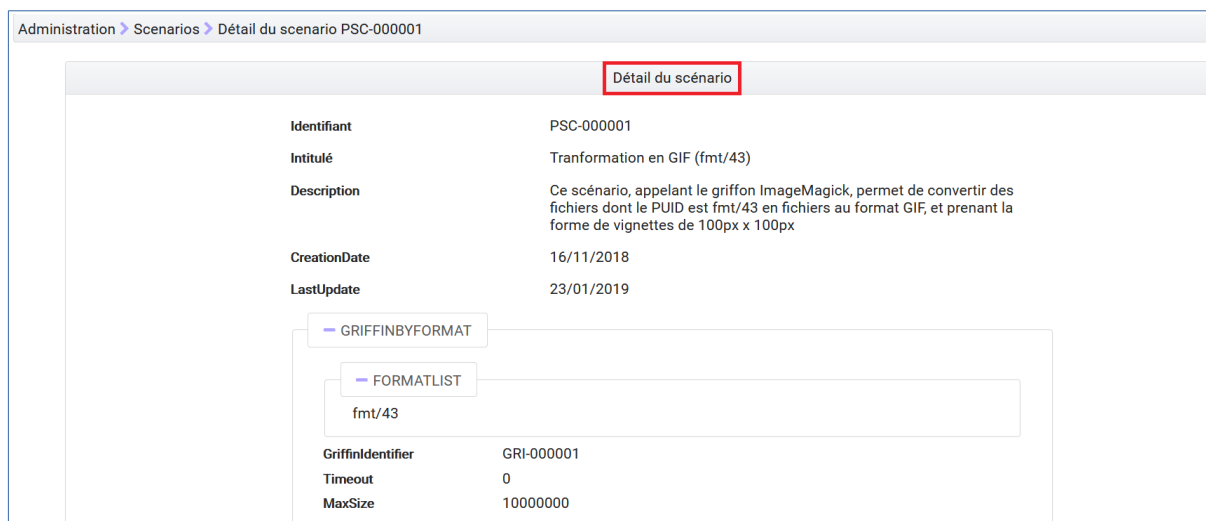 Administration > Scenarios > Détail du scenario PSC-000001
Détail du scénario
Identifiant PSC-000001
Intitulé Tranformation en GIF (fmt/43)
Description Ce scénario, appelant le griffon ImageMagick, permet de convertir des
fichiers dont le PUID est fmt/43 en fichiers au format GIF, et prenant la
forme de vignettes de 100px x 100px
CreationDate 16/11/2018
LastUpdate 23/01/2019
GRIFFINBYFORMAT
FORMATLIST
fmt/43
GriffinIdentifier GRI-000001
Timeout 0
MaxSize 10000000